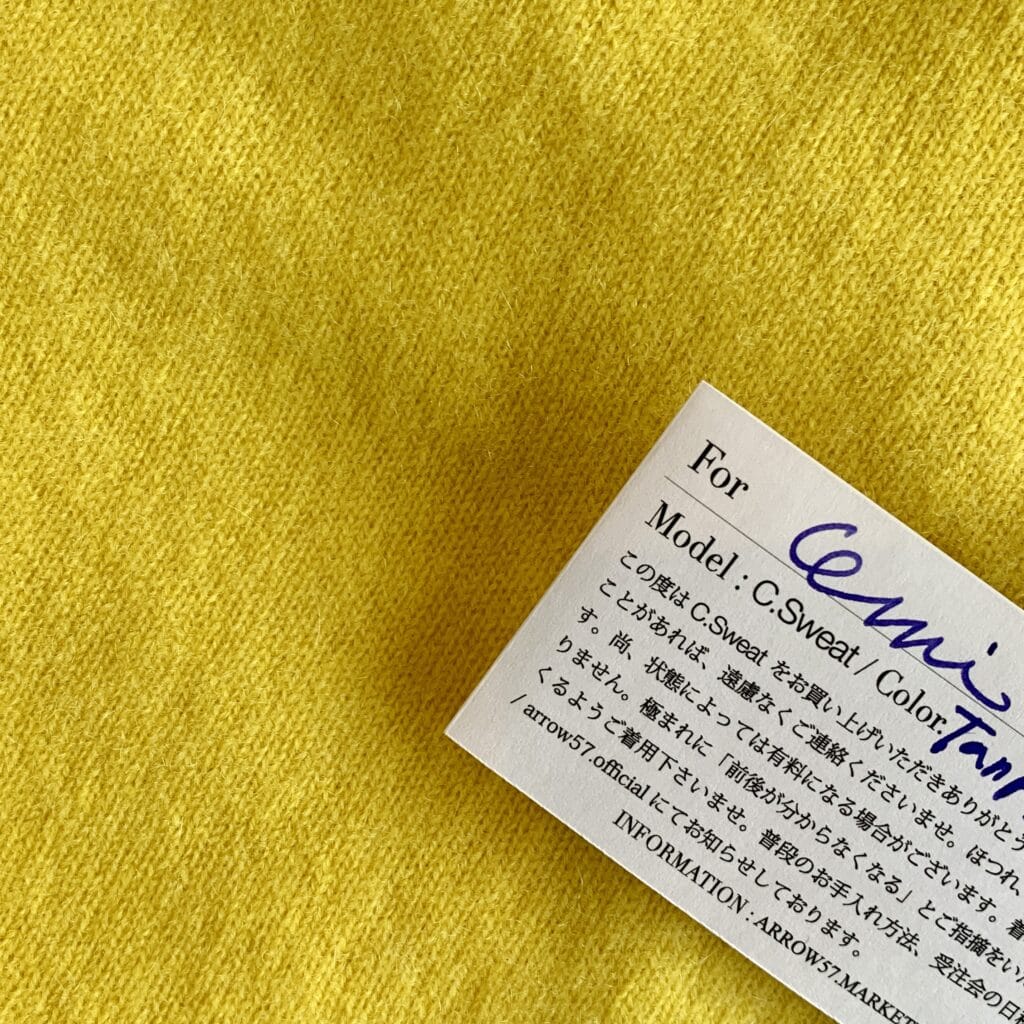 For Cemi
Model : C.Sweat / Color.
この度は C.Sweat をお買い上げいただきありがとう
ことがあれば、遠慮なくご連絡くださいませ。ほつれ、
す。尚、状態によっては有料になる場合がございます。着
りません。極まれに「前後が分からなくなる」とご指摘をい
くるようご着用下さいませ。普段のお手入れ方法、受注会の日
/ arrow57.official にてお知らせしております。
INFORMATION : ARROW57.MARKET